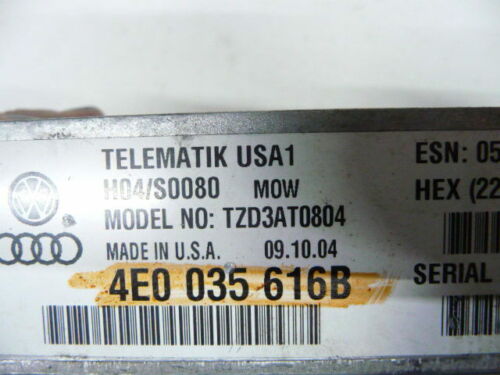 TELEMATIK USA1
H04/S0080 MOW
MODEL NO: TZD3AT0804
MADE IN U.S.A. 09.10.04
4E0 035 616B
ESN: 05
HEX (22
SERIAL